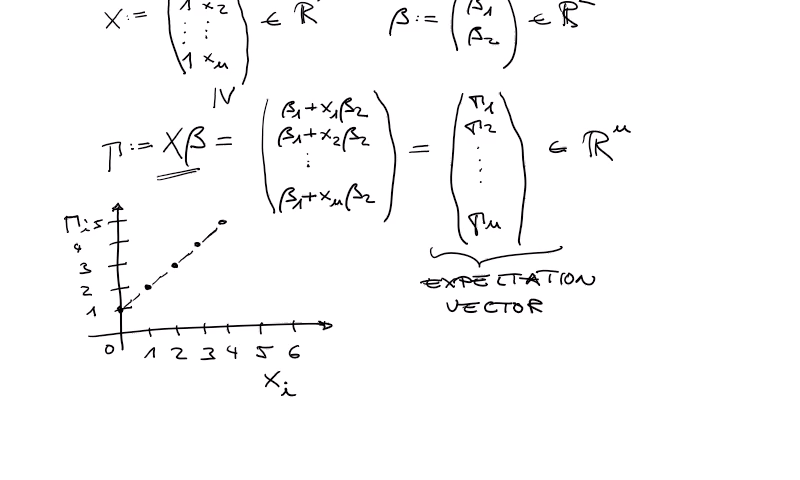 X := ( 1 x₂ ⋮ ⋮ 1 xₙ ) ∈ ℝ β := ( β₁ β₂ ) ∈ ℝ
μ := Xβ = ( β₁+x₁β₂ β₁+x₂β₂ ⋮ β₁+xₙβ₂ ) = ( μ₁ μ₂ ⋮ μₙ ) ∈ ℝⁿ
μᵢ 5
4
3
2
1
0 1 2 3 4 5 6
xᵢ
EXPECTATION
VECTOR